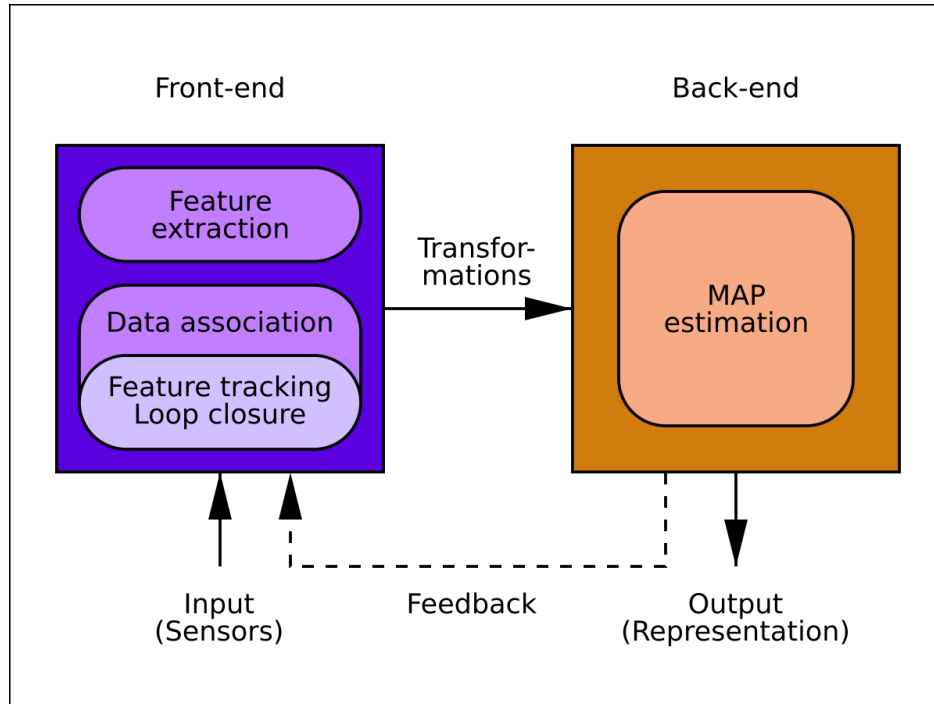 Front-end
Back-end
Feature
extraction
Data association
Feature tracking
Loop closure
Transfor-
mations
MAP
estimation
Input
(Sensors)
Feedback
Output
(Representation)